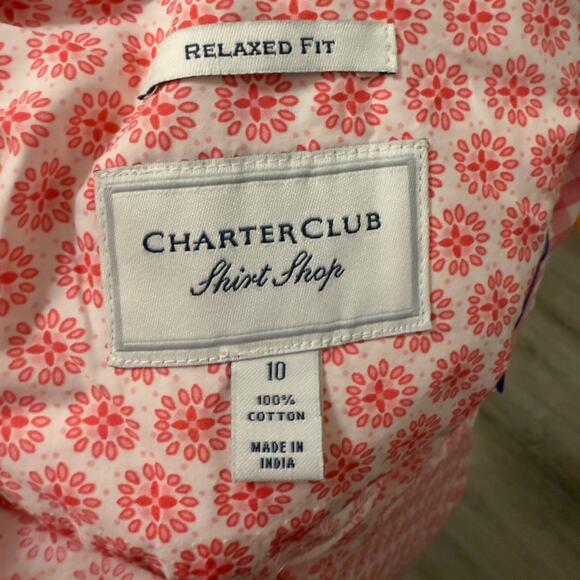 RELAXED FIT
CHARTER CLUB
Shirt Shop
10
100%
COTTON
MADE IN
INDIA